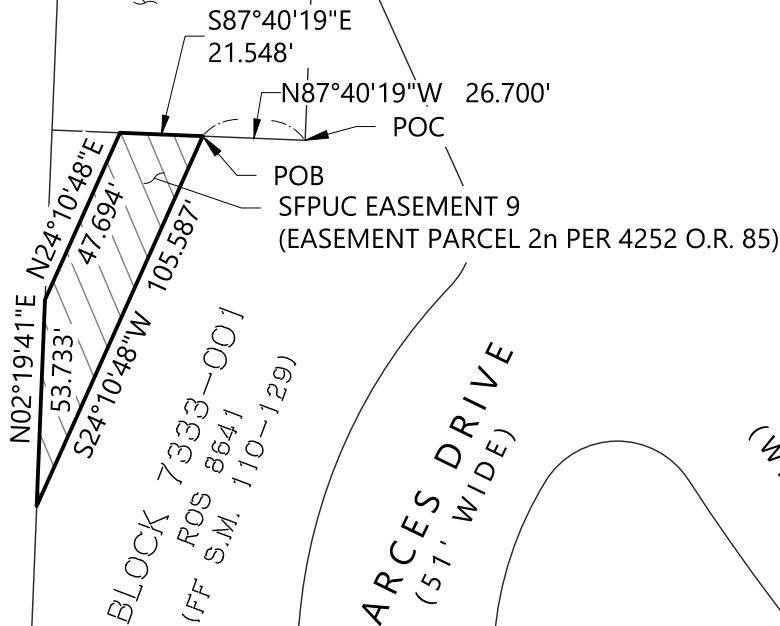 S87°40'19"E
21.548'
N87°40'19"W 26.700'
POC
POB
SFPUC EASEMENT 9
(EASEMENT PARCEL 2n PER 4252 O.R. 85)
N24°10'48"E
47.694'
105.587'
S24°10'48"W
N02°19'41"E
53.733'
BLOCK 7333-001
ROS 8641
(FF S.M. 110-129)
ARCES DRIVE
(51' WIDE)
(W